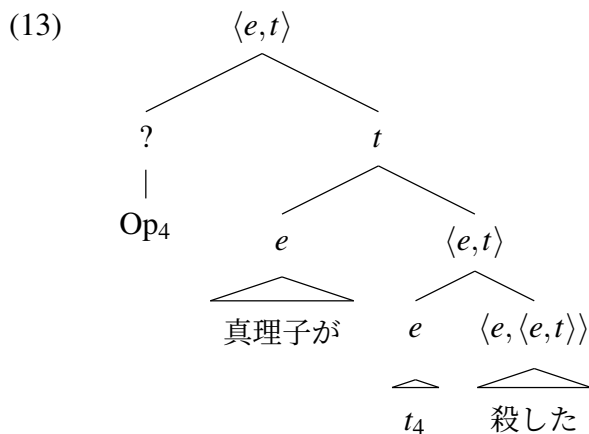 (13)
⟨e,t⟩
? t
Op₄ e ⟨e,t⟩
真理子が e ⟨e,⟨e,t⟩⟩
t₄ 殺した